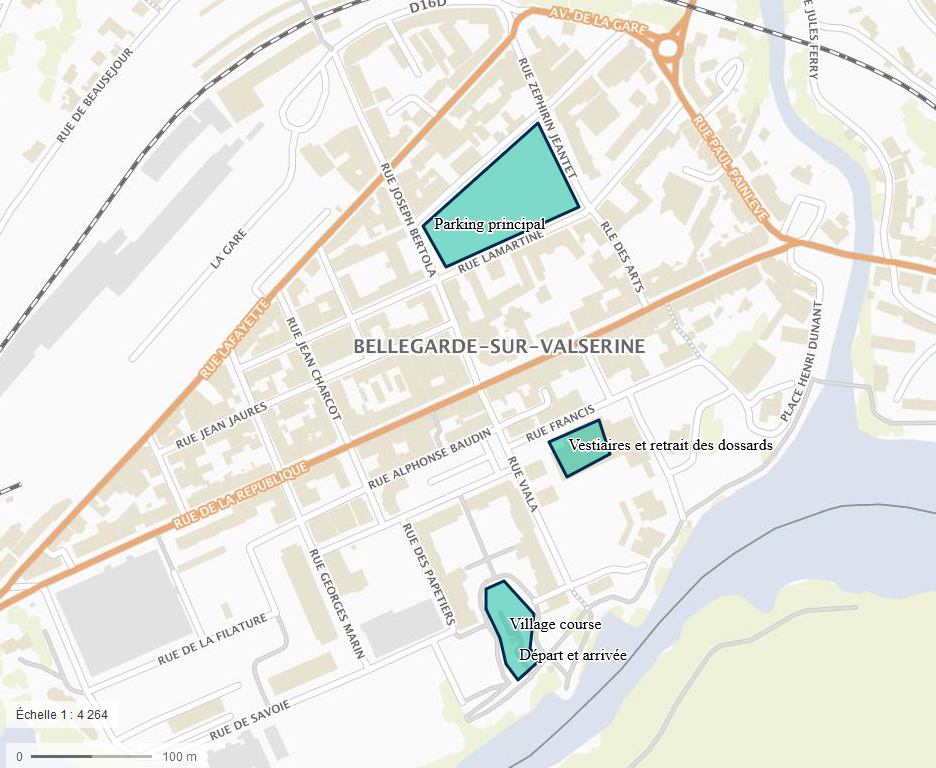 D16D
AV. DE LA GARE
RUE JULES FERRY
RUE DE BEAUSEJOUR
RUE ZEPHIRIN JEANTET
RUE PAUL PAINLEVE
RUE JOSEPH BERTOLA
Parking principal
RUE LAMARTINE
LA GARE
RLE DES ARTS
RUE LAFAYETTE
RUE JEAN CHARCOT
BELLEGARDE-SUR-VALSERINE
PLACE HENRI DUNANT
RUE JEAN JAURES
RUE FRANCIS
RUE ALPHONSE BAUDIN
Vestiaires et retrait des dossards
RUE DE LA REPUBLIQUE
RUE VIALA
RUE DES PAPETIERS
RUE GEORGES MARIN
RUE DE LA FILATURE
Village course
Départ et arrivée
RUE DE SAVOIE
Échelle 1 : 4 264
0 100 m